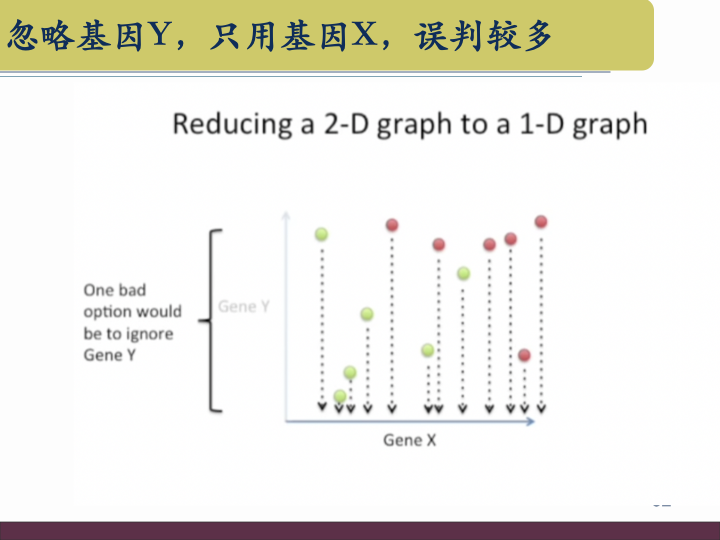 忽略基因Y，只用基因X，误判较多
Reducing a 2-D graph to a 1-D graph
One bad
option would
be to ignore
Gene Y
Gene Y
Gene X